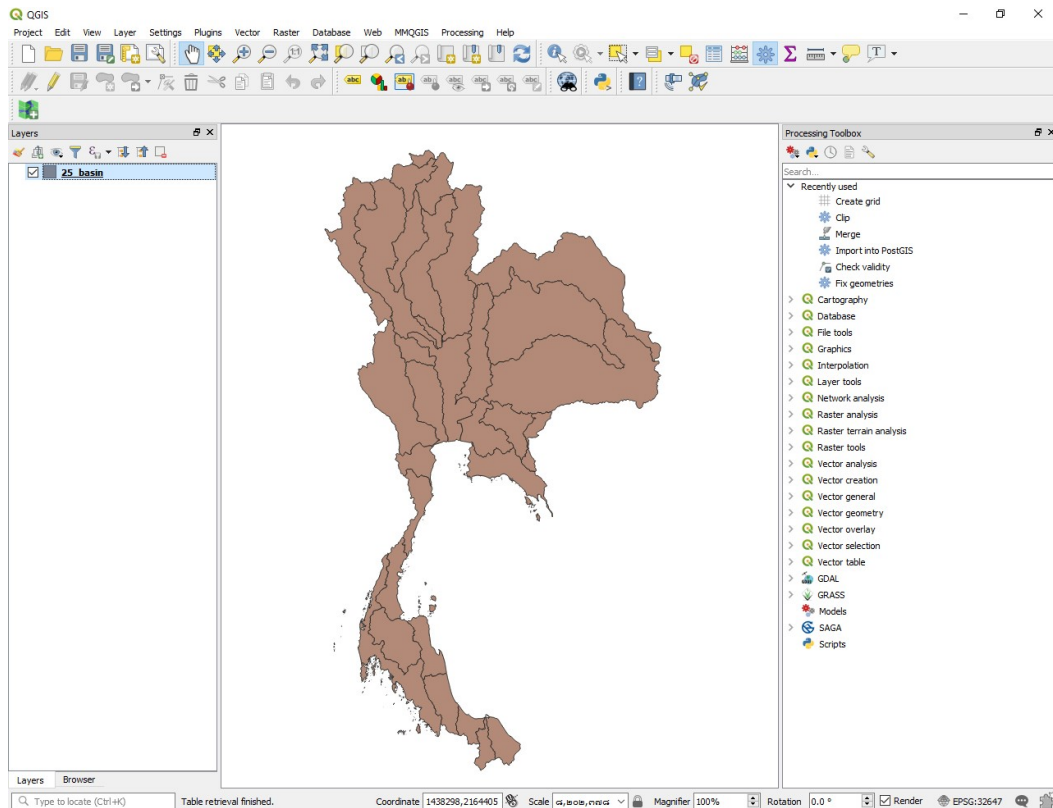 QGIS
Project Edit View Layer Settings Plugins Vector Raster Database Web MMQGIS Processing Help
Layers
25_basin
Layers Browser
Processing Toolbox
Search...
Recently used
Create grid
Clip
Merge
Import into PostGIS
Check validity
Fix geometries
Cartography
Database
File tools
Graphics
Interpolation
Layer tools
Network analysis
Raster analysis
Raster terrain analysis
Raster tools
Vector analysis
Vector creation
Vector general
Vector geometry
Vector overlay
Vector selection
Vector table
GDAL
GRASS
Models
SAGA
Scripts
Type to locate (Ctrl+K) Table retrieval finished. Coordinate 1438298,2164405 Scale Magnifier 100% Rotation 0.0 ° Render EPSG:32647